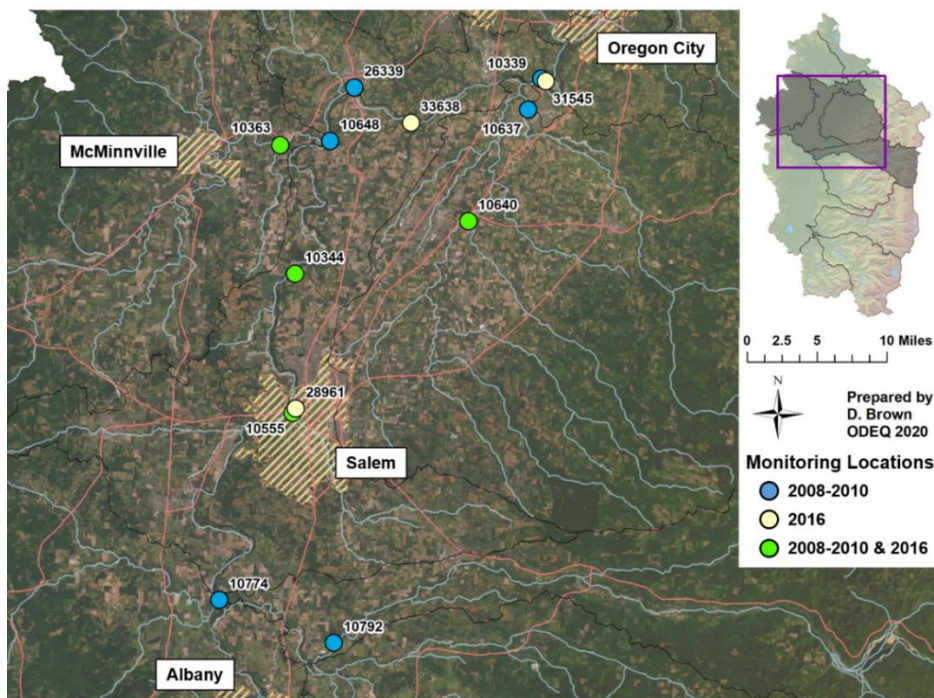 Oregon City
10339
26339
33638
31545
10363
10648
10637
McMinnville
10640
10344
28961
10555
Salem
10774
10792
Albany
0 2.5 5 10 Miles
N
Prepared by
D. Brown
ODEQ 2020
Monitoring Locations
2008-2010
2016
2008-2010 & 2016